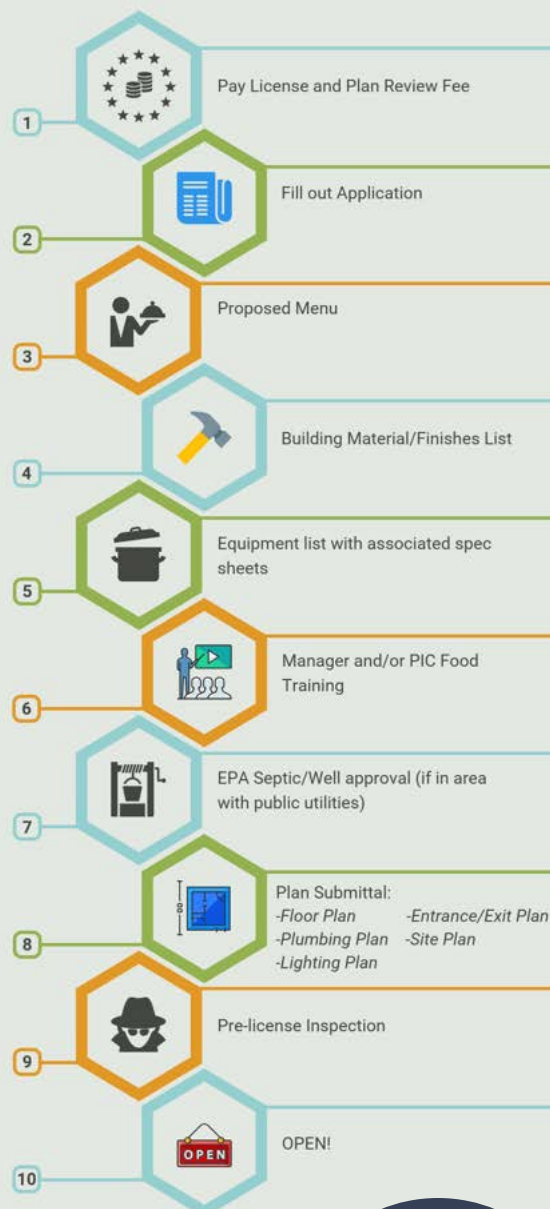 1
Pay License and Plan Review Fee
2
Fill out Application
3
Proposed Menu
4
Building Material/Finishes List
5
Equipment list with associated spec
sheets
6
Manager and/or PIC Food
Training
7
EPA Septic/Well approval (if in area
with public utilities)
8
Plan Submittal:
-Floor Plan -Entrance/Exit Plan
-Plumbing Plan -Site Plan
-Lighting Plan
9
Pre-license Inspection
10
OPEN
OPEN!